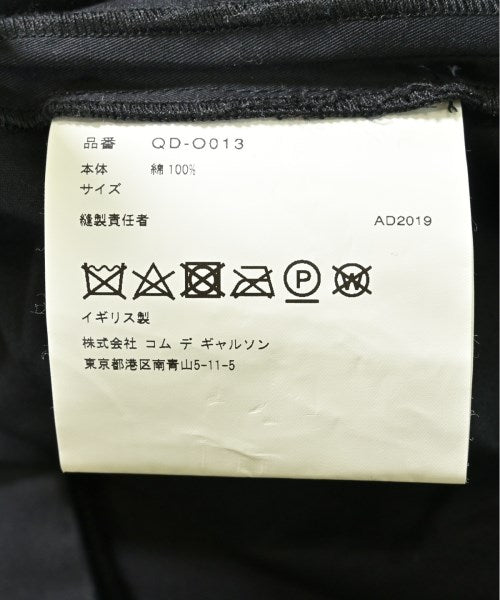 品番 QD-O013
本体 綿 100%
サイズ
縫製責任者 AD2019
P W
イギリス製
株式会社 コム デ ギャルソン
東京都港区南青山5-11-5